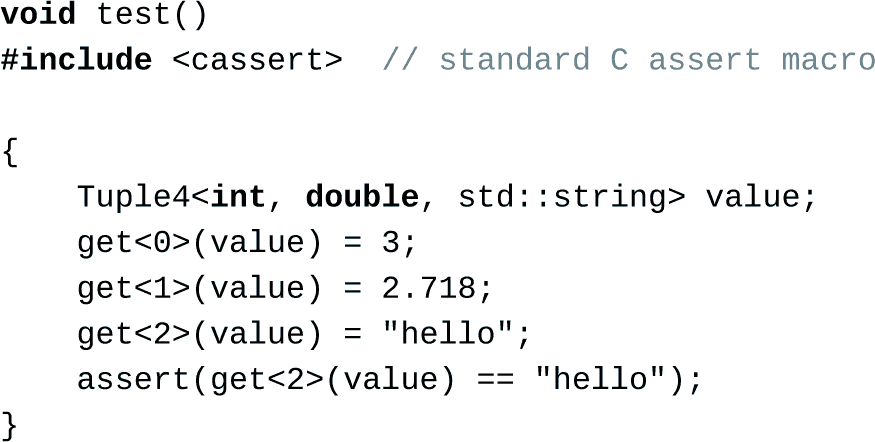 void test()
#include <cassert>  // standard C assert macro

{
    Tuple4<int, double, std::string> value;
    get<0>(value) = 3;
    get<1>(value) = 2.718;
    get<2>(value) = "hello";
    assert(get<2>(value) == "hello");
}